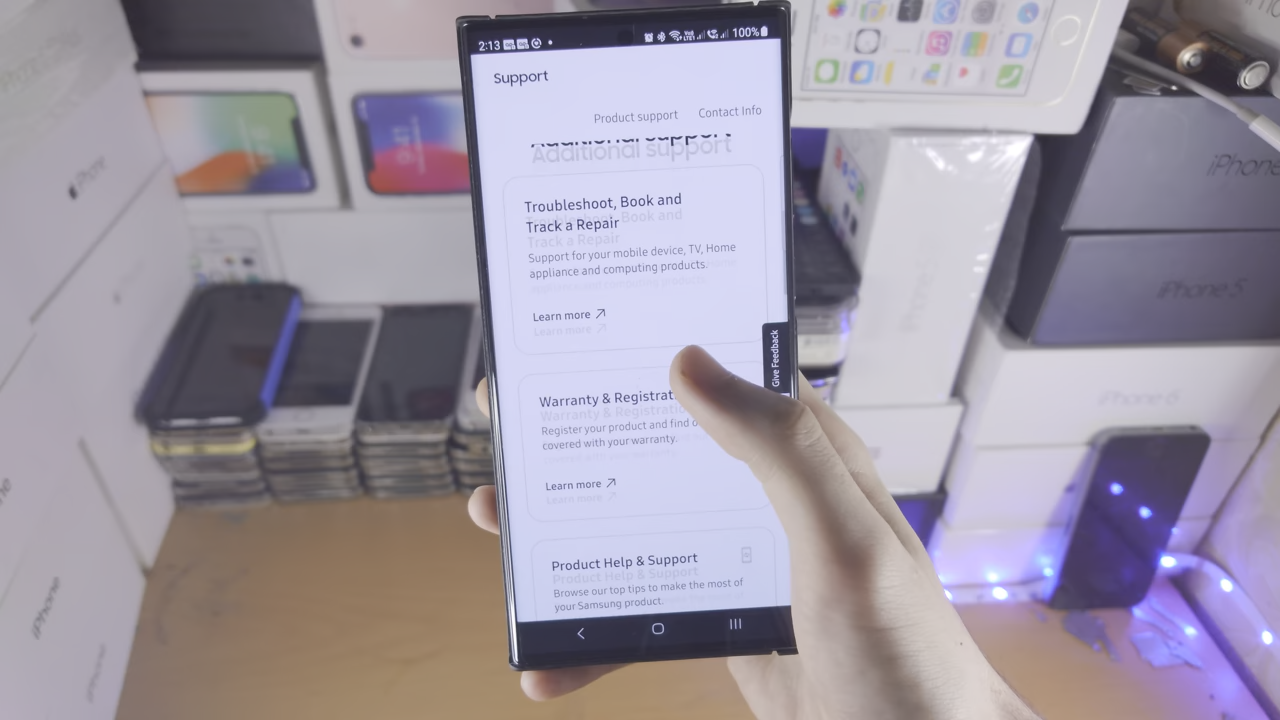 2:13
100%
Support
Product support
Contact Info
Additional support
Troubleshoot, Book and
Track a Repair
Support for your mobile device, TV, Home
appliance and computing products.
Learn more
Give Feedback
Warranty & Registrat
Register your product and find o
covered with your warranty.
Learn more
Product Help & Support
Browse our top tips to make the most of
your Samsung product.
iPhone
iPhone
iPhone
iPhone 5
iPhone 6